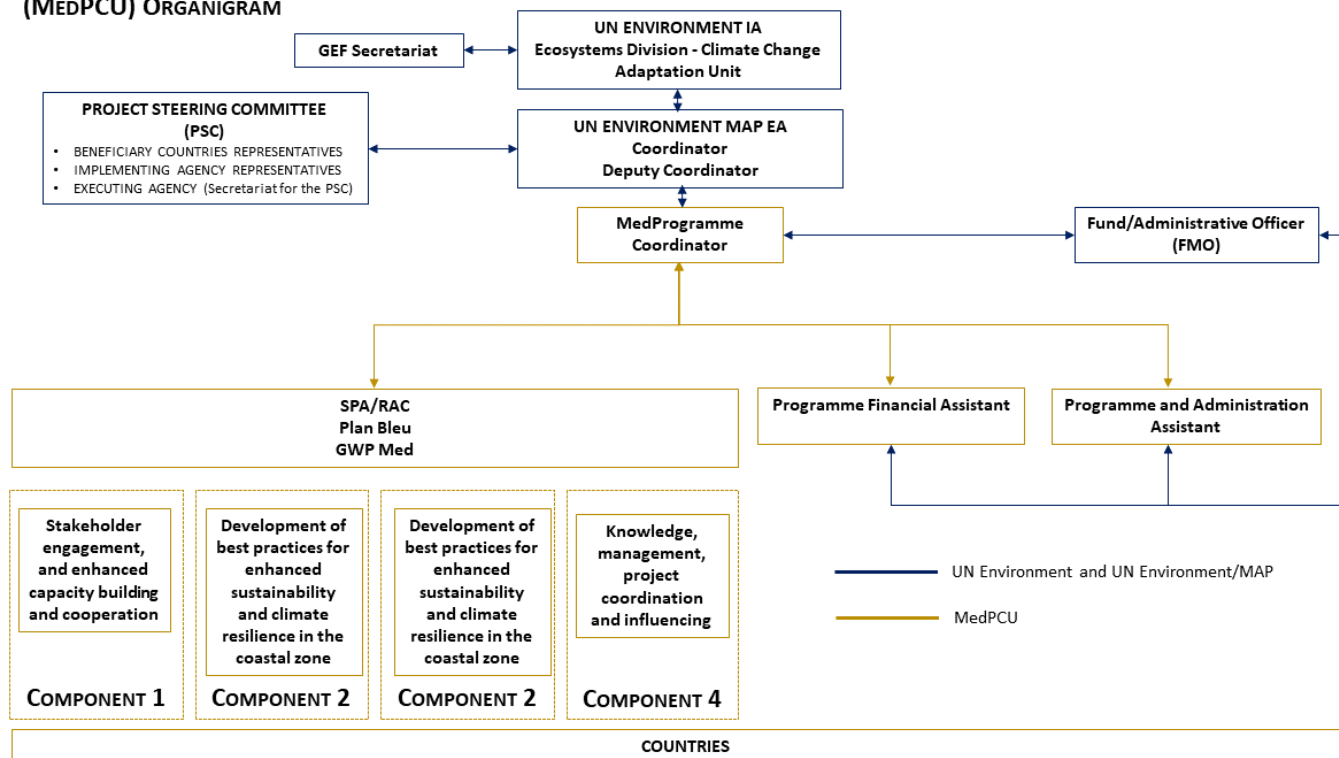 (MEDPCU) ORGANIGRAM
UN ENVIRONMENT IA
Ecosystems Division - Climate Change
Adaptation Unit
GEF Secretariat
PROJECT STEERING COMMITTEE
(PSC)
• BENEFICIARY COUNTRIES REPRESENTATIVES
• IMPLEMENTING AGENCY REPRESENTATIVES
• EXECUTING AGENCY (Secretariat for the PSC)
UN ENVIRONMENT MAP EA
Coordinator
Deputy Coordinator
MedProgramme
Coordinator
Fund/Administrative Officer
(FMO)
SPA/RAC
Plan Bleu
GWP Med
Programme Financial Assistant
Programme and Administration
Assistant
Stakeholder
engagement,
and enhanced
capacity building
and cooperation
COMPONENT 1
Development of
best practices for
enhanced
sustainability
and climate
resilience in the
coastal zone
COMPONENT 2
Development of
best practices for
enhanced
sustainability
and climate
resilience in the
coastal zone
COMPONENT 2
Knowledge,
management,
project
coordination
and influencing
COMPONENT 4
UN Environment and UN Environment/MAP
MedPCU
COUNTRIES